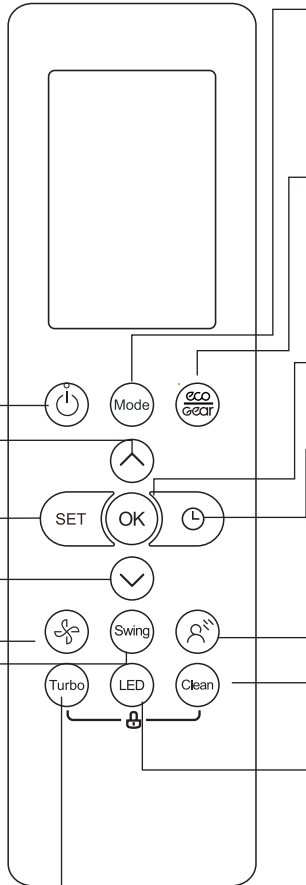 Mode
eco
Gear
SET
OK
Swing
Turbo
LED
Clean